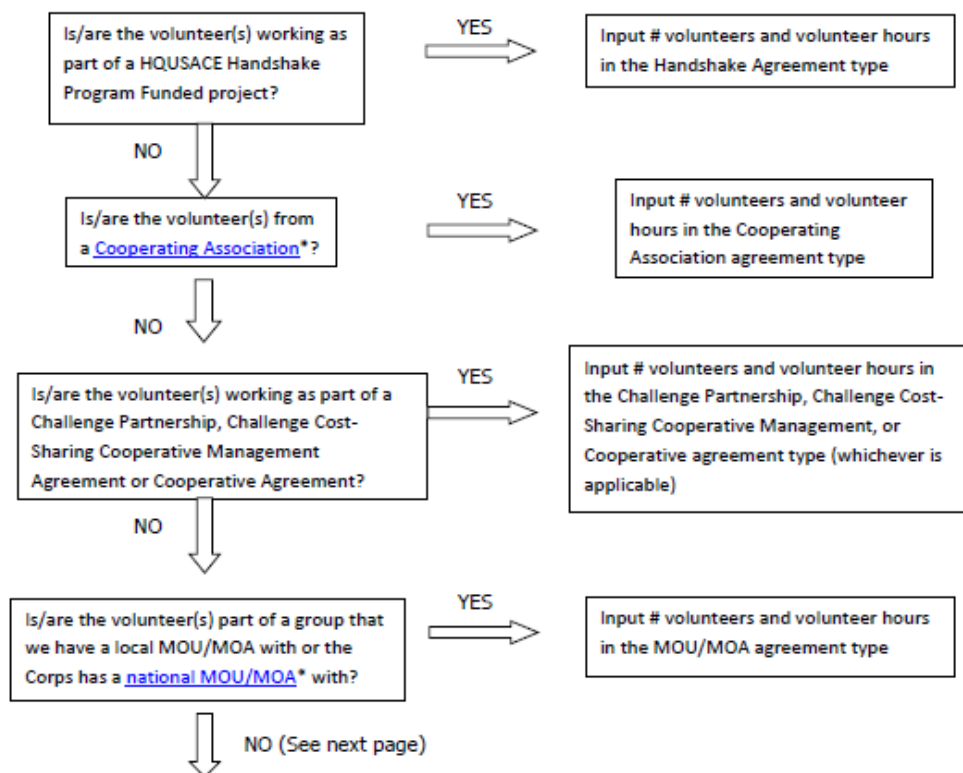 Is/are the volunteer(s) working as
part of a HQUSACE Handshake
Program Funded project?
YES
Input # volunteers and volunteer hours
in the Handshake Agreement type
NO
Is/are the volunteer(s) from
a Cooperating Association*?
YES
Input # volunteers and volunteer
hours in the Cooperating
Association agreement type
NO
Is/are the volunteer(s) working as part of a
Challenge Partnership, Challenge Cost-
Sharing Cooperative Management
Agreement or Cooperative Agreement?
YES
Input # volunteers and volunteer hours in
the Challenge Partnership, Challenge Cost-
Sharing Cooperative Management, or
Cooperative agreement type (whichever is
applicable)
NO
Is/are the volunteer(s) part of a group that
we have a local MOU/MOA with or the
Corps has a national MOU/MOA* with?
YES
Input # volunteers and volunteer hours
in the MOU/MOA agreement type
NO (See next page)